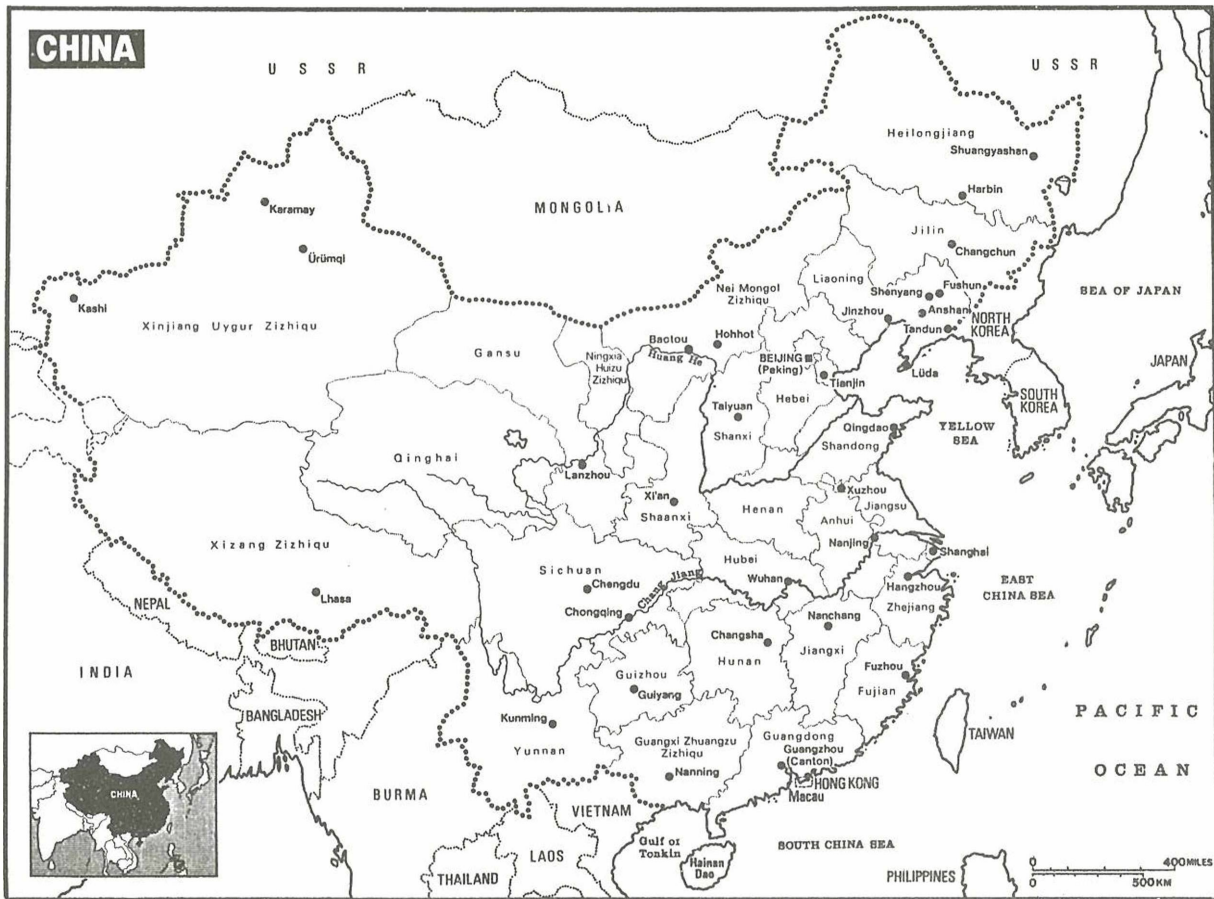 CHINA
USSR
USSR
Heilongjiang
Shuangyashan
Harbin
Karamay
MONGOLIA
Jilin
Changchun
Ürümqi
Liaoning
Nei Mongol
Zizhiqu
Shenyang
Fushun
SEA OF JAPAN
Kashi
Xinjiang Uygur Zizhiqu
Jinzhou
Anshan
NORTH
KOREA
Tandun
Gansu
Ningxia
Huizu
Zizhiqu
Baotou
Huang He
Hohhot
BEIJING
(Peking)
Tianjin
Lüda
JAPAN
Hebei
SOUTH
KOREA
Taiyuan
Shanxi
Qingdao
Shandong
YELLOW
SEA
Qinghai
Lanzhou
Xi'an
Shaanxi
Xuzhou
Henan
Jiangsu
Anhui
Nanjing
Xizang Zizhiqu
Hubei
Shanghai
Sichuan
Chengdu
Chang Jiang
Wuhan
Hangzhou
Zhejiang
EAST
CHINA SEA
Lhasa
NEPAL
Chongqing
Nanchang
BHUTAN
Changsha
Hunan
Jiangxi
INDIA
Guizhou
Guiyang
Fuzhou
Fujian
BANGLADESH
Kunming
Yunnan
Guangxi Zhuangzu
Zizhiqu
Nanning
Guangdong
Guangzhou
(Canton)
TAIWAN
PACIFIC
OCEAN
HONG KONG
Macau
CHINA
BURMA
VIETNAM
LAOS
THAILAND
Gulf of
Tonkin
Hainan
Dao
SOUTH CHINA SEA
PHILIPPINES
0 400 MILES
0 500 KM